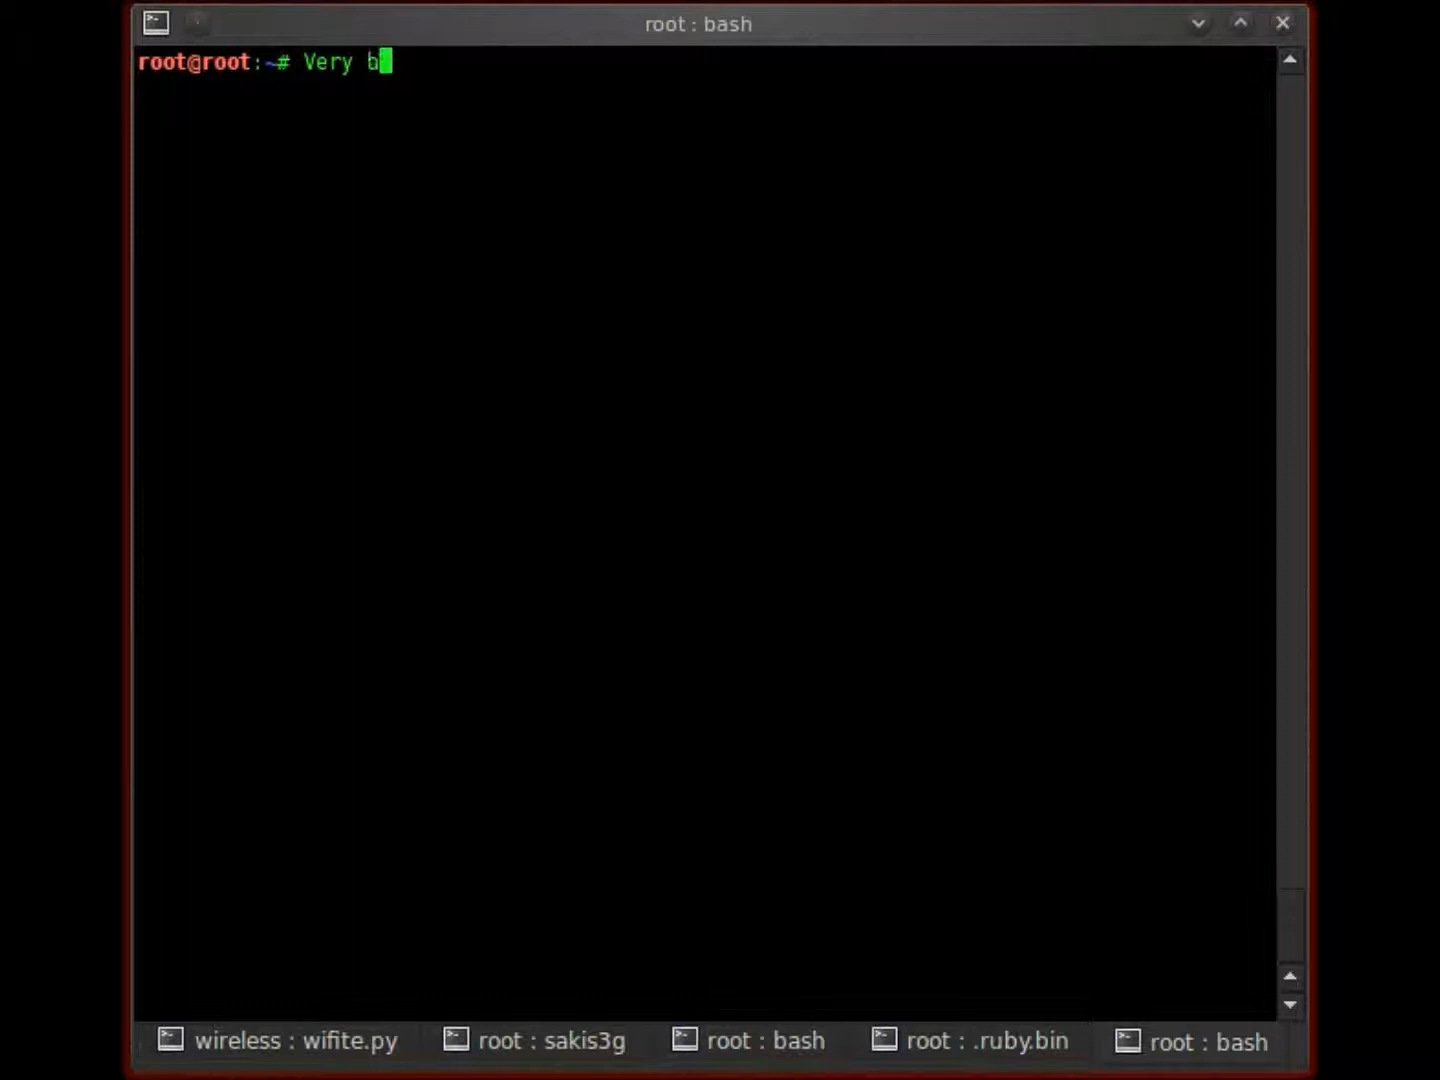 root : bash
root@root:~# Very b
wireless : wifite.py
root : sakis3g
root : bash
root : .ruby.bin
root : bash